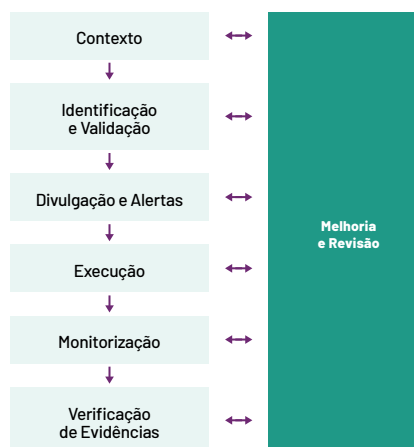 Contexto
Identificação
e Validação
Divulgação e Alertas
Execução
Monitorização
Verificação
de Evidências
Melhoria
e Revisão